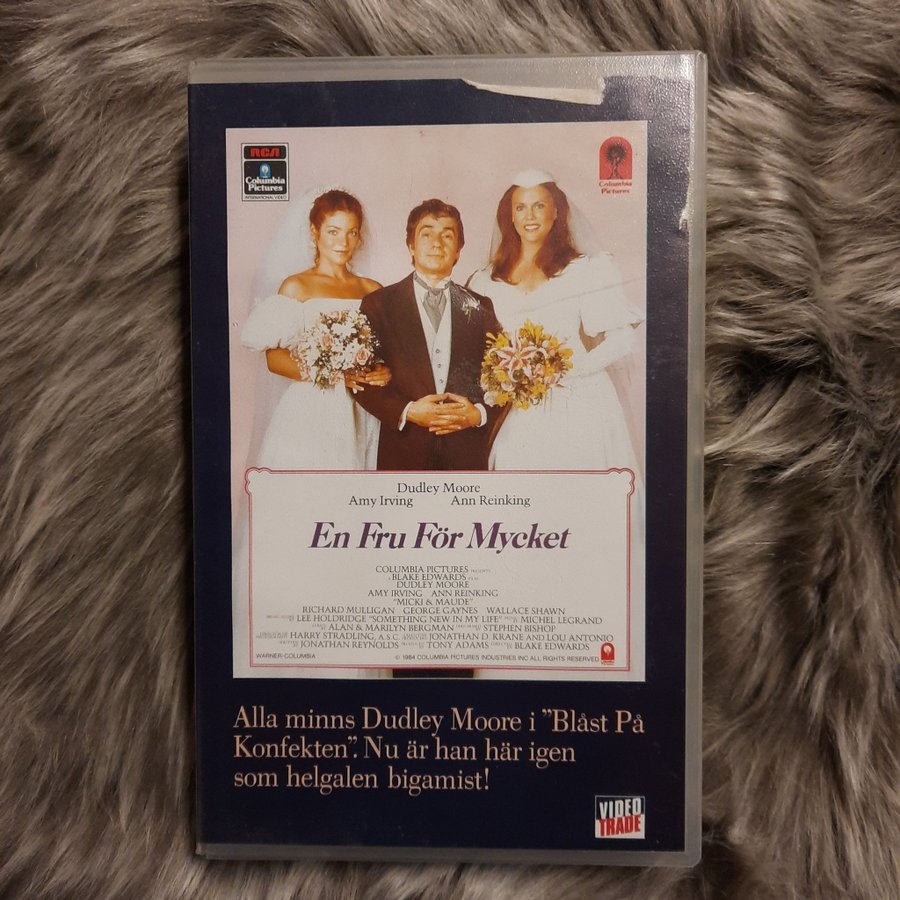 RCA
Columbia
Pictures
INTERNATIONAL VIDEO
Columbia
Pictures
Dudley Moore
Amy Irving Ann Reinking
En Fru För Mycket
COLUMBIA PICTURES PRESENTS
A BLAKE EDWARDS FILM
DUDLEY MOORE
AMY IRVING ANN REINKING
"MICKI & MAUDE"
RICHARD MULLIGAN GEORGE GAYNES WALLACE SHAWN
LEE HOLDRIDGE "SOMETHING NEW IN MY LIFE" MICHEL LEGRAND
ALAN & MARILYN BERGMAN STEPHEN BISHOP
HARRY STRADLING, A.S.C. JONATHAN D. KRANE AND LOU ANTONIO
JONATHAN REYNOLDS TONY ADAMS BLAKE EDWARDS
WARNER-COLUMBIA © 1984 COLUMBIA PICTURES INDUSTRIES INC ALL RIGHTS RESERVED
Columbia
Pictures
Alla minns Dudley Moore i "Blåst På
Konfekten". Nu är han här igen
som helgalen bigamist!
VIDEO
TRADE